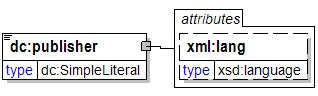 attributes
dc:publisher
type dc:SimpleLiteral
xml:lang
type xsd:language